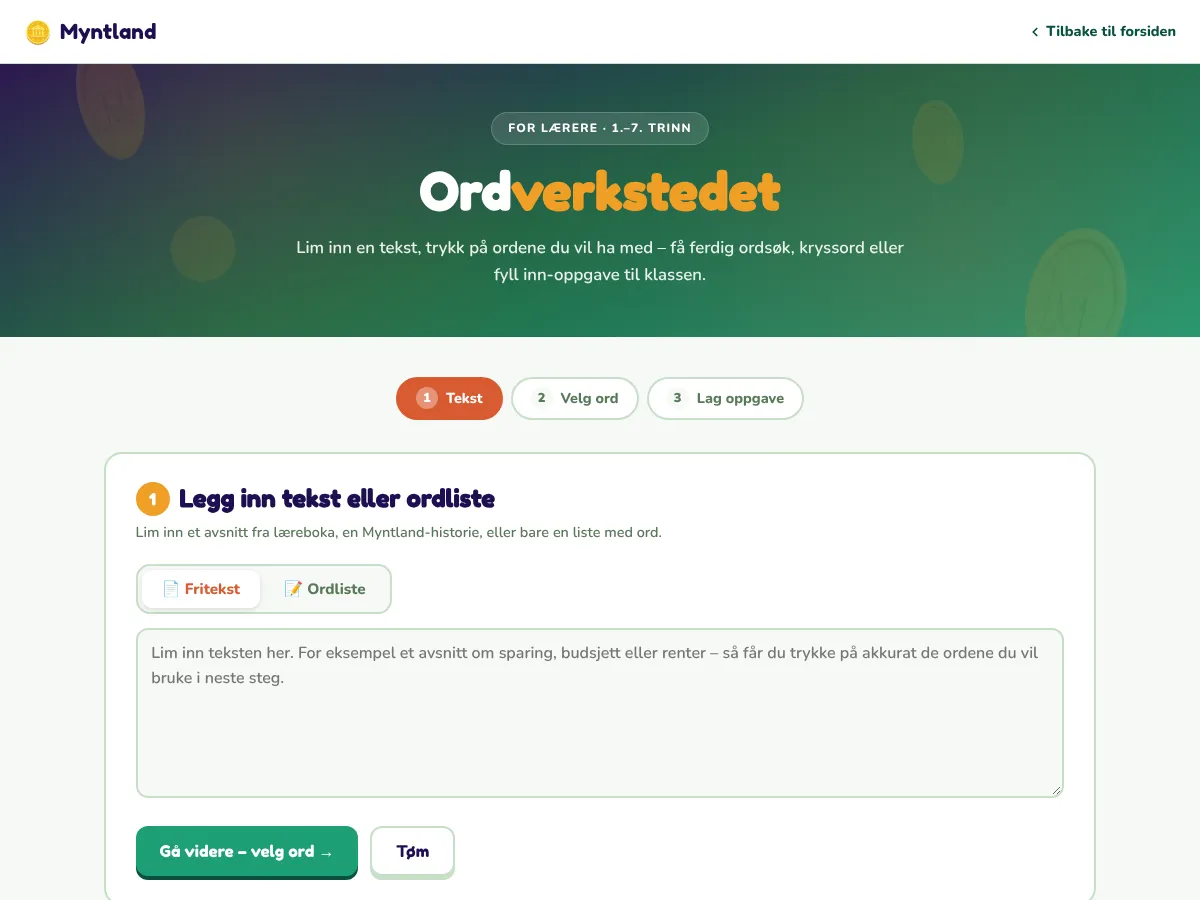 Myntland
‹ Tilbake til forsiden
FOR LÆRERE · 1.–7. TRINN
Ordverkstedet
Lim inn en tekst, trykk på ordene du vil ha med – få ferdig ordsøk, kryssord eller
fyll inn-oppgave til klassen.
1 Tekst
2 Velg ord
3 Lag oppgave
1 Legg inn tekst eller ordliste
Lim inn et avsnitt fra læreboka, en Myntland-historie, eller bare en liste med ord.
📄 Fritekst
📝 Ordliste
Lim inn teksten her. For eksempel et avsnitt om sparing, budsjett eller renter – så får du trykke på akkurat de ordene du vil
bruke i neste steg.
Gå videre – velg ord →
Tøm